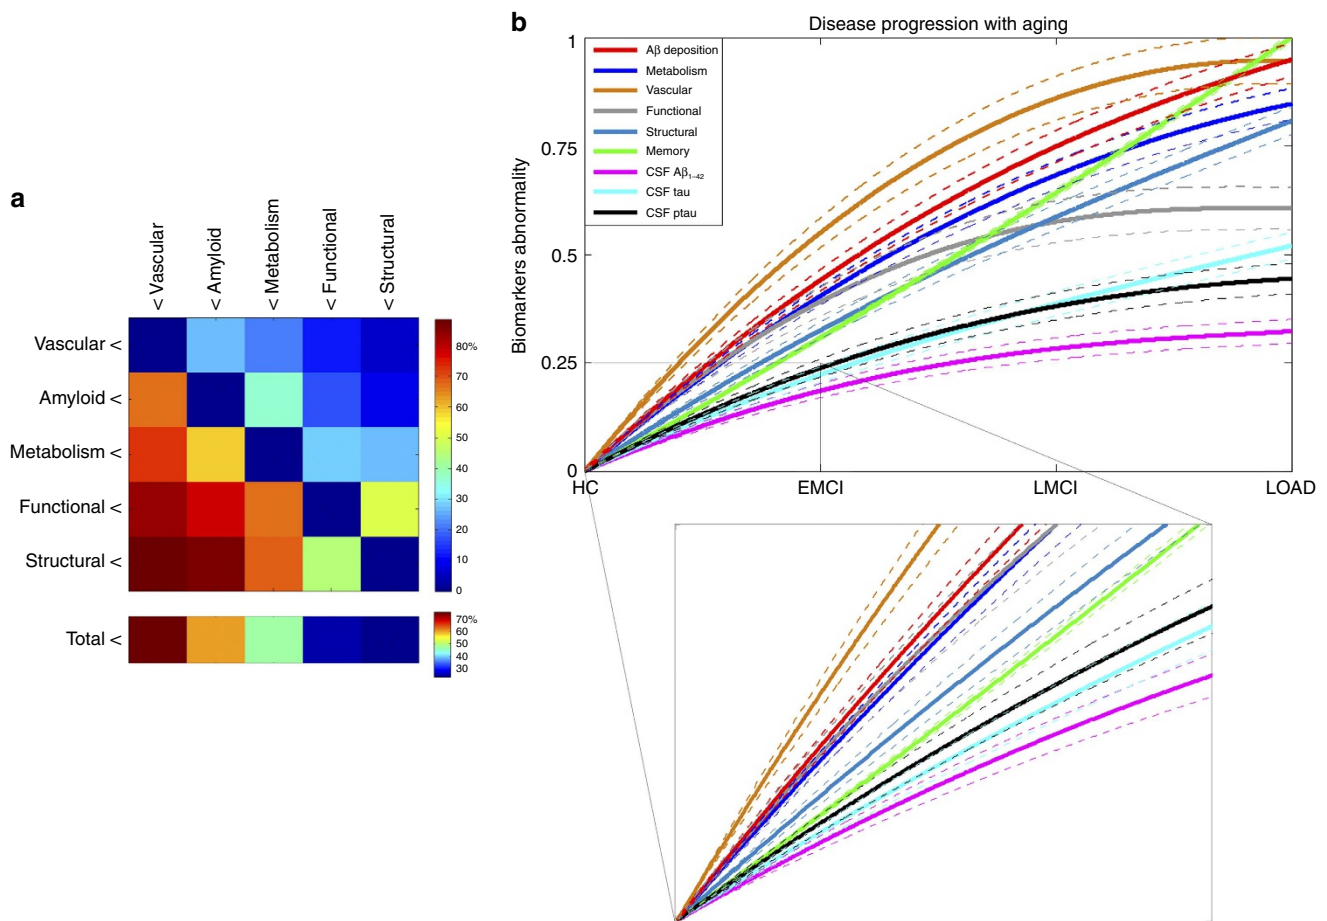 a
< Vascular
< Amyloid
< Metabolism
< Functional
< Structural
Vascular <
Amyloid <
Metabolism <
Functional <
Structural <
Total <
80%
70
60
50
40
30
20
10
0
70%
60
50
40
30
b
Disease progression with aging
Aβ deposition
Metabolism
Vascular
Functional
Structural
Memory
CSF Aβ₁₋₄₂
CSF tau
CSF ptau
Biomarkers abnormality
1
0.75
0.5
0.25
0
HC
EMCI
LMCI
LOAD